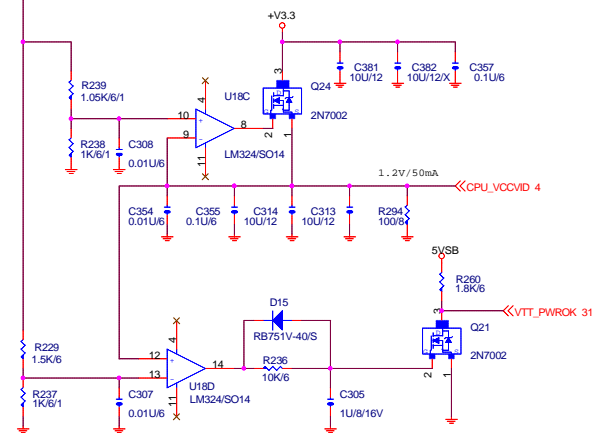 +V3.3
3
C381
10U/12
C382
10U/12/X
C357
0.1U/6
R239
1.05K/6/1
4
U18C
Q24
2N7002
10
+
9
-
8
2
1
LM324/SO14
11
R238
1K/6/1
C308
0.01U/6
1.2V/50mA
CPU_VCCVID 4
C354
0.01U/6
C355
0.1U/6
C314
10U/12
C313
10U/12
R294
100/8
5VSB
R260
1.8K/6
D15
RB751V-40/S
3
VTT_PWROK 31
Q21
2N7002
R229
1.5K/6
4
12
+
13
-
14
R236
10K/6
2
1
11
U18D
LM324/SO14
R237
1K/6/1
C307
0.01U/6
C305
1U/8/16V